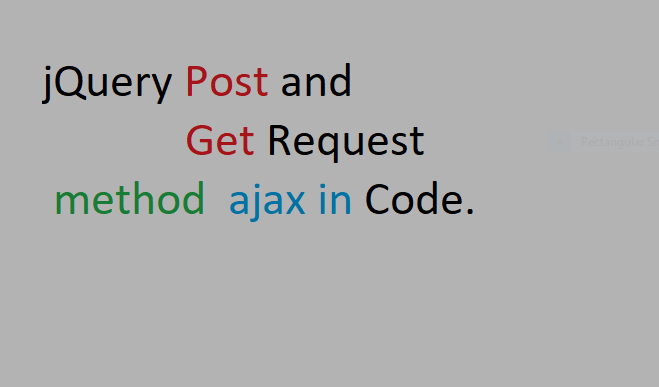 jQuery Post and
Get Request
method ajax in Code.